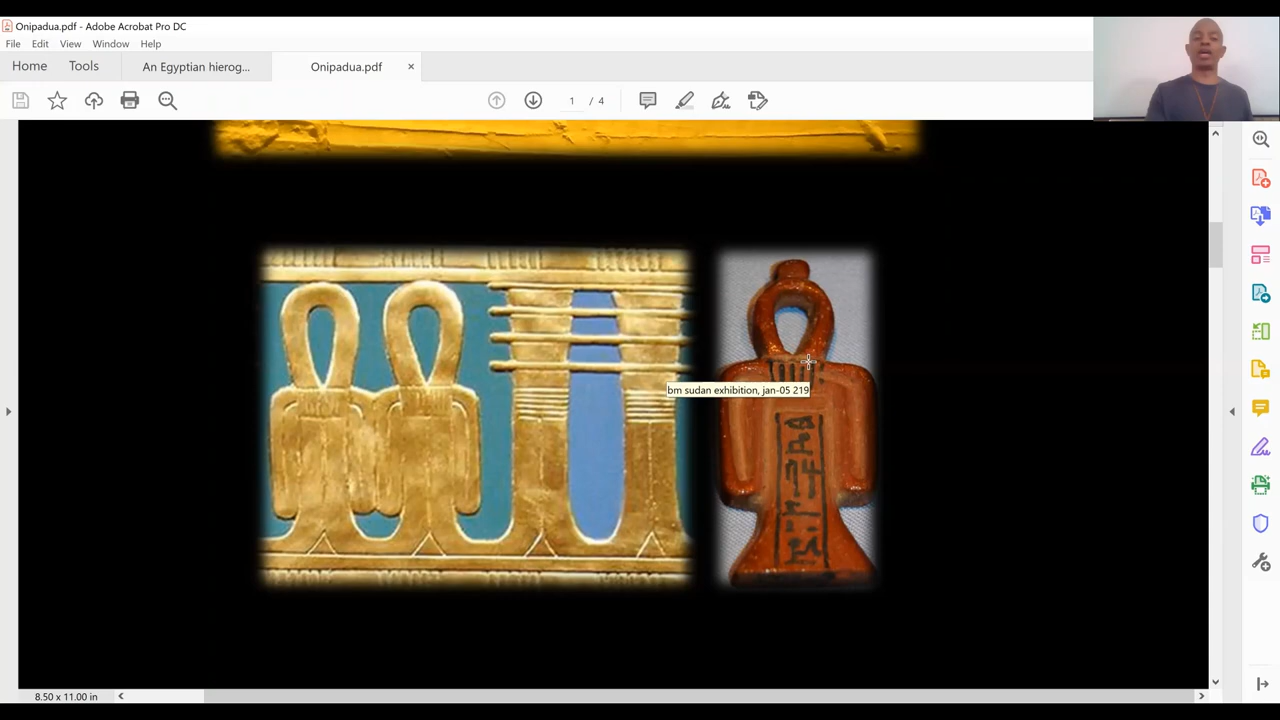 Onipadua.pdf - Adobe Acrobat Pro DC
File Edit View Window Help
Home Tools An Egyptian hierog... Onipadua.pdf ×
1 / 4
bm sudan exhibition, jan-05 219
8.50 x 11.00 in